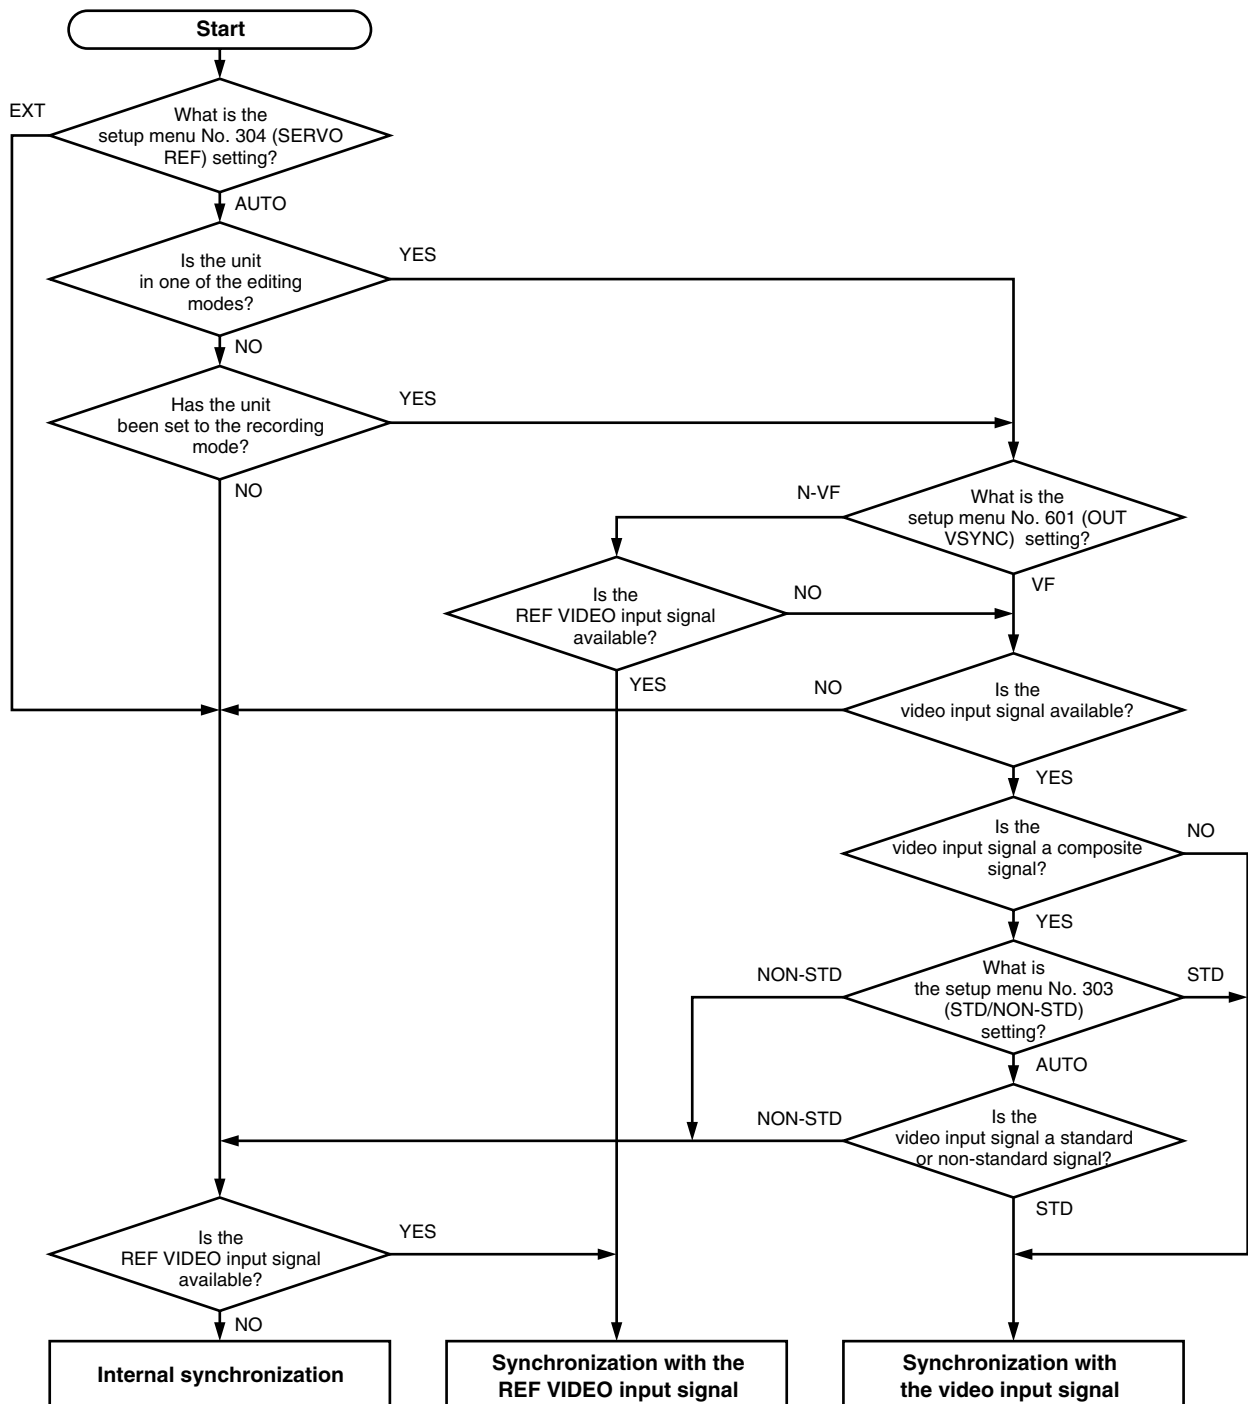 Start
EXT
What is the
setup menu No. 304 (SERVO
REF) setting?
AUTO
Is the unit
in one of the editing
modes?
YES
NO
Has the unit
been set to the recording
mode?
YES
NO
N-VF
What is the
setup menu No. 601 (OUT
VSYNC) setting?
VF
Is the
REF VIDEO input signal
available?
NO
YES
NO
Is the
video input signal available?
YES
Is the
video input signal a composite
signal?
NO
YES
NON-STD
What is
the setup menu No. 303
(STD/NON-STD)
setting?
STD
AUTO
NON-STD
Is the
video input signal a standard
or non-standard signal?
STD
Is the
REF VIDEO input signal
available?
YES
NO
Internal synchronization
Synchronization with the
REF VIDEO input signal
Synchronization with
the video input signal